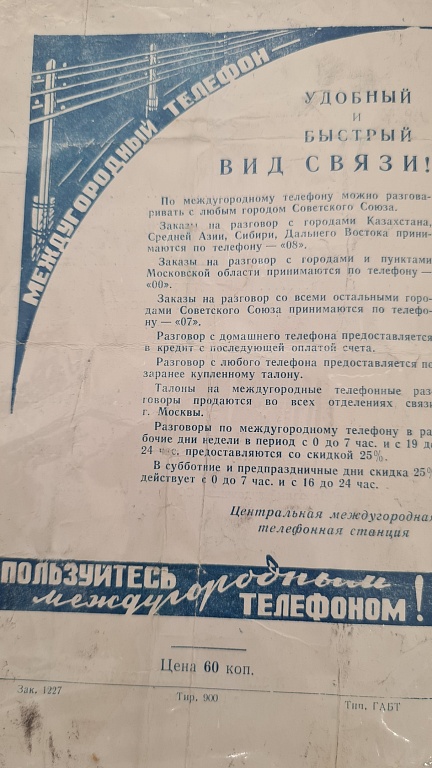 МЕЖДУГОРОДНЫЙ ТЕЛЕФОН
УДОБНЫЙ
И
БЫСТРЫЙ
ВИД СВЯЗИ!
По междугородному телефону можно разгова-
ривать с любым городом Советского Союза.
Заказы на разговор с городами Казахстана,
Средней Азии, Сибири, Дальнего Востока прини-
маются по телефону — «08».
Заказы на разговор с городами и пунктами
Московской области принимаются по телефону —
«00».
Заказы на разговор со всеми остальными горо-
дами Советского Союза принимаются по телефо-
ну — «07».
Разговор с домашнего телефона предоставляется
в кредит с последующей оплатой счета.
Разговор с любого телефона предоставляется по
заранее купленному талону.
Талоны на междугородные телефонные раз-
говоры продаются во всех отделениях связи
г. Москвы.
Разговоры по междугородному телефону в ра-
бочие дни недели в период с 0 до 7 час. и с 19 до
24 час. предоставляются со скидкой 25%.
В субботние и предпраздничные дни скидка 25%
действует с 0 до 7 час. и с 16 до 24 час.
Центральная междугородная
телефонная станция
ПОЛЬЗУЙТЕСЬ междугородным
ТЕЛЕФОНОМ!
Цена 60 коп.
Зак. 1227 Тир. 900 Тип. ГАБТ